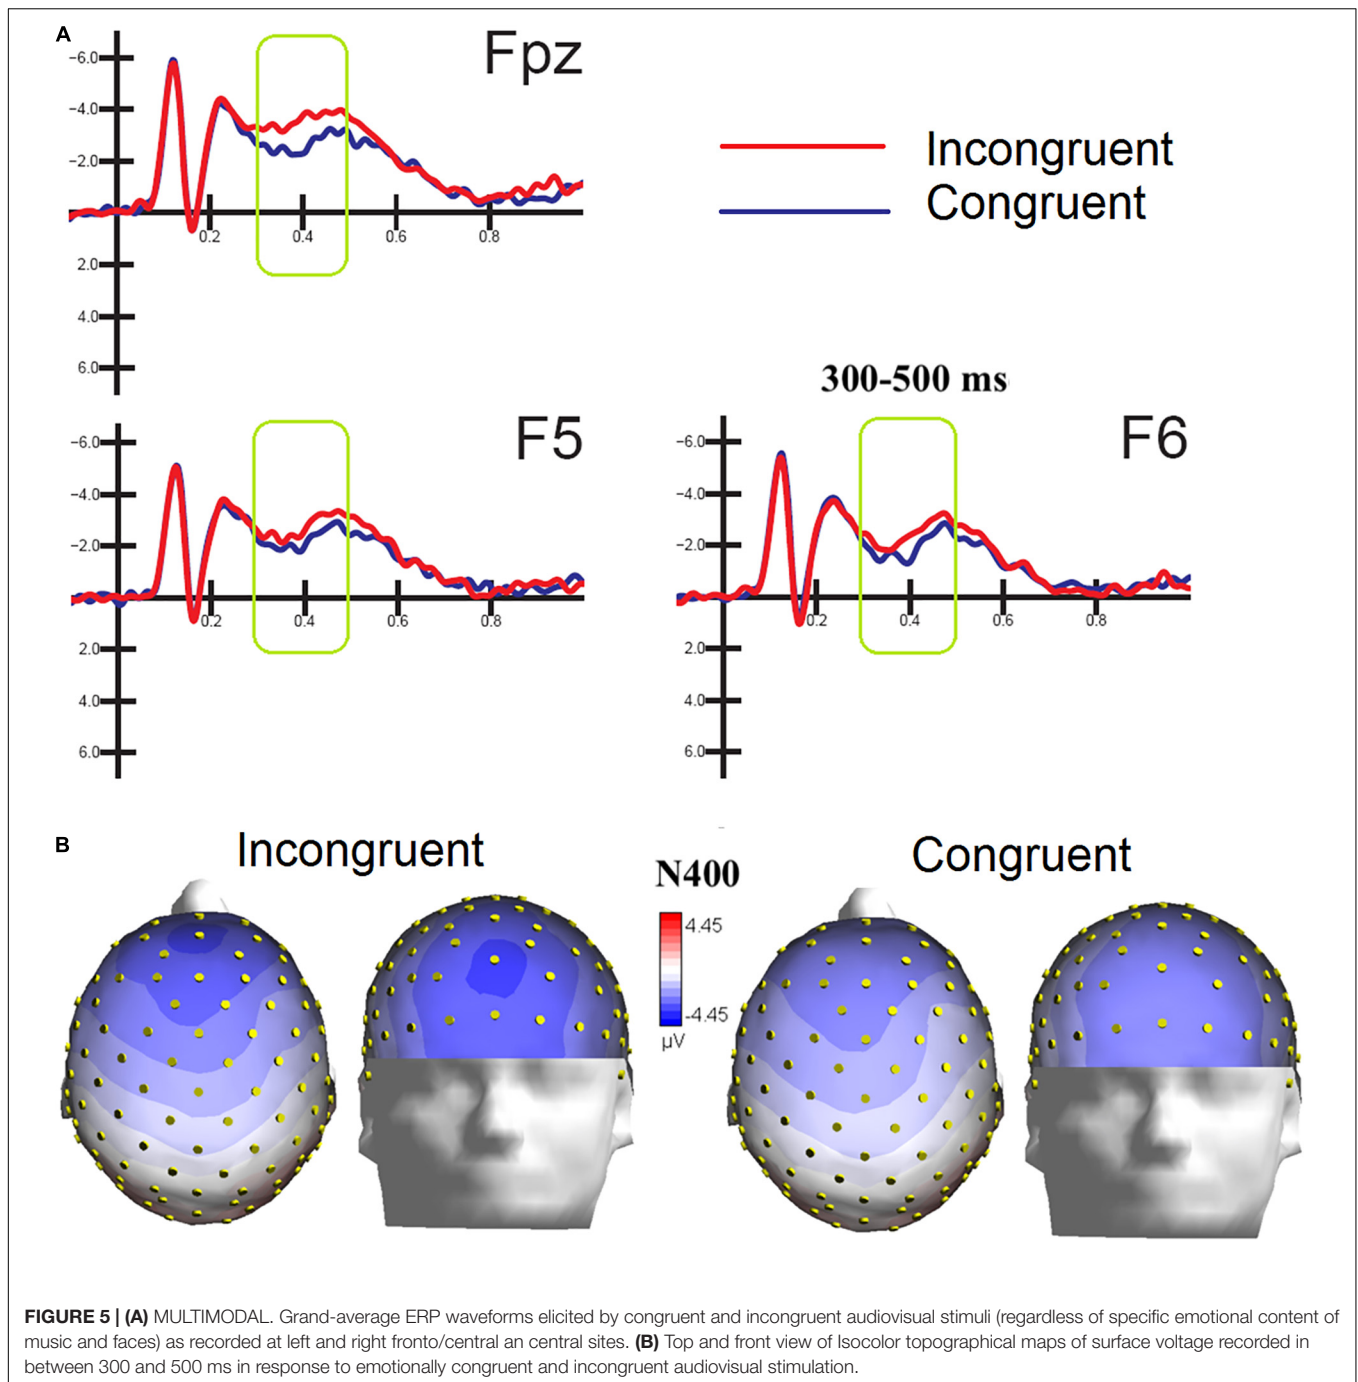 A
Fpz
−6.0
−4.0
−2.0
0.2 0.4 0.6 0.8
2.0
4.0
6.0
Incongruent
Congruent
300-500 ms
F5
−6.0
−4.0
−2.0
0.2 0.4 0.6 0.8
2.0
4.0
6.0
F6
−6.0
−4.0
−2.0
0.2 0.4 0.6 0.8
2.0
4.0
6.0
B
Incongruent
N400
4.45
-4.45
µV
Congruent
FIGURE 5 | (A) MULTIMODAL. Grand-average ERP waveforms elicited by congruent and incongruent audiovisual stimuli (regardless of specific emotional content of
music and faces) as recorded at left and right fronto/central an central sites. (B) Top and front view of Isocolor topographical maps of surface voltage recorded in
between 300 and 500 ms in response to emotionally congruent and incongruent audiovisual stimulation.